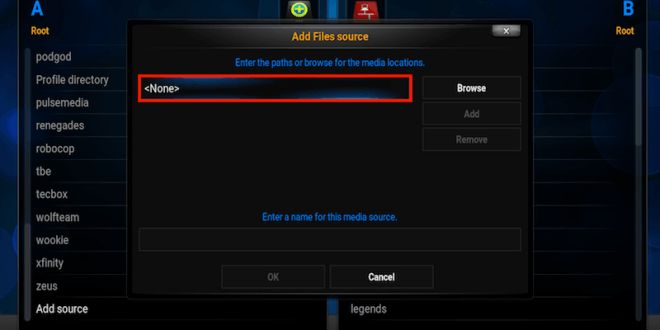 A
B
Root
Root
podgod
Profile directory
pulsemedia
renegades
robocop
tbe
tecbox
wolfteam
wookie
xfinity
zeus
Add source
Add Files source
x
Enter the paths or browse for the media locations.
<None>
Browse
Add
Remove
Enter a name for this media source.
OK
Cancel
legends